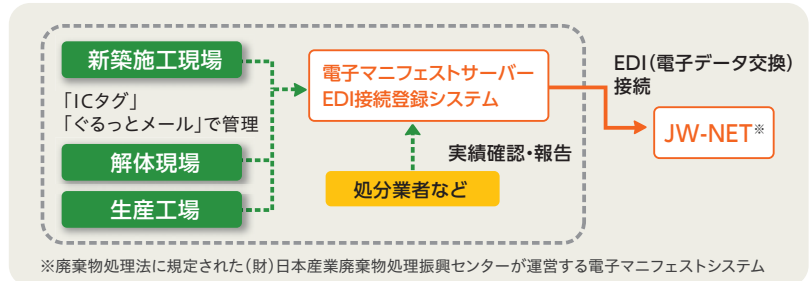 新築施工現場
「ICタグ」
「ぐるっとメール」で管理
解体現場
生産工場
電子マニフェストサーバー
EDI接続登録システム
実績確認・報告
処分業者など
EDI（電子データ交換）
接続
JW-NET※
※廃棄物処理法に規定された（財）日本産業廃棄物処理振興センターが運営する電子マニフェストシステム